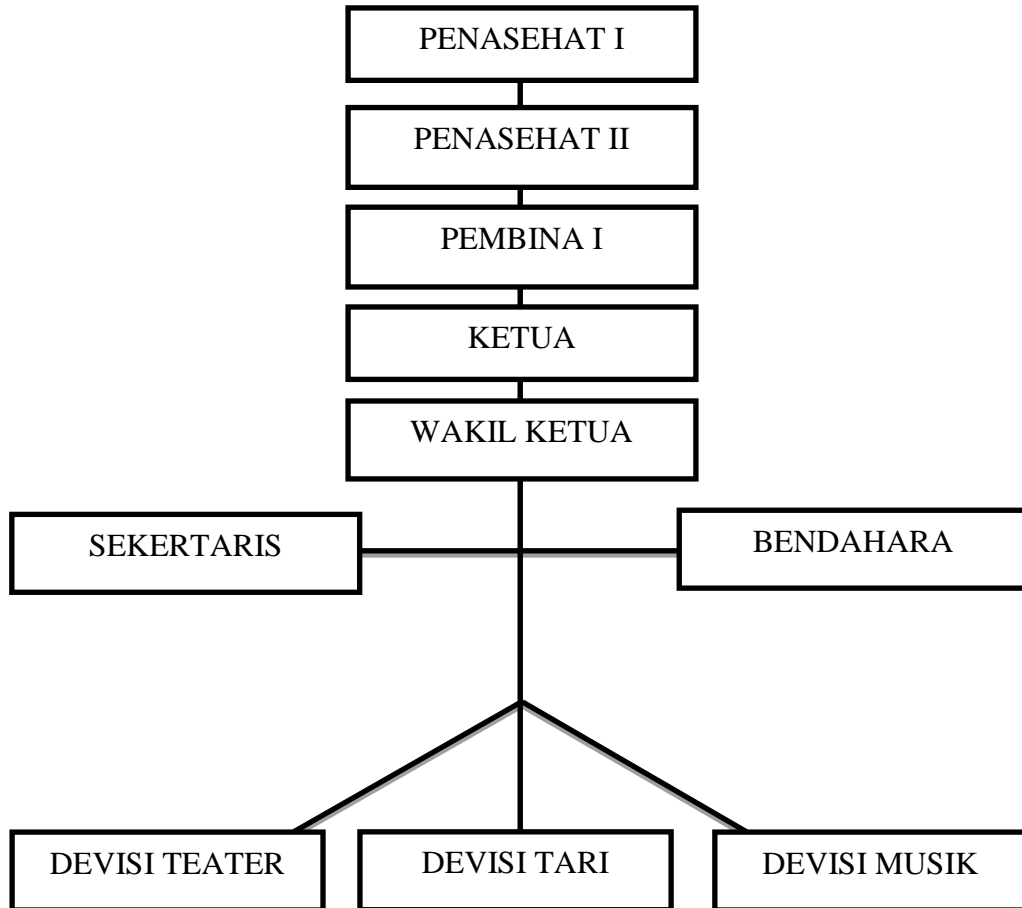 PENASEHAT I
PENASEHAT II
PEMBINA I
KETUA
WAKIL KETUA
SEKERTARIS
BENDAHARA
DEVISI TEATER
DEVISI TARI
DEVISI MUSIK